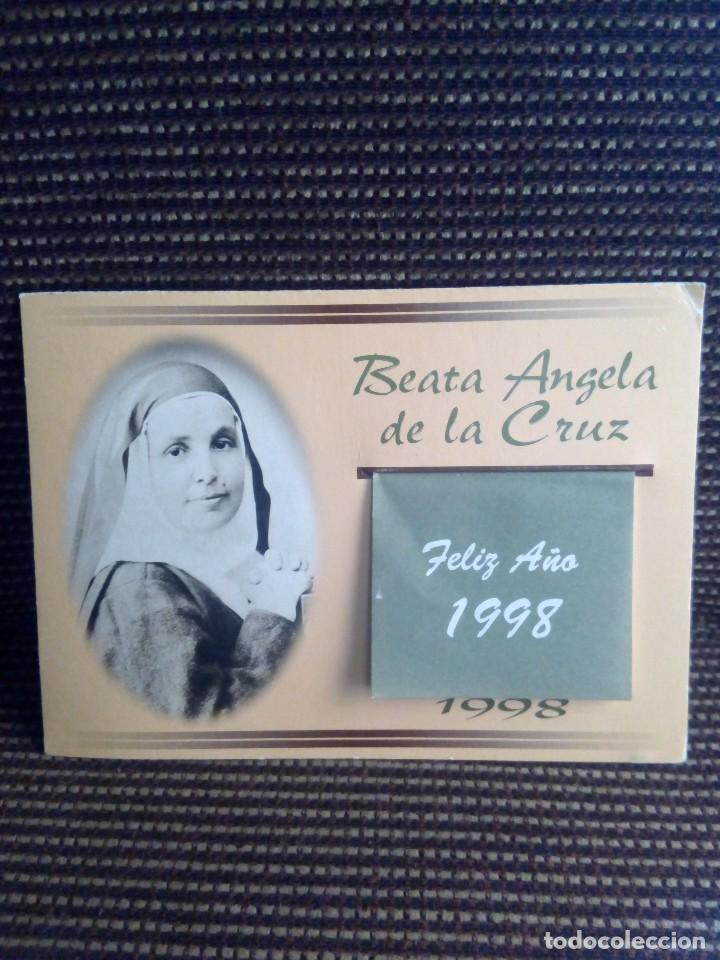 Beata Angela
de la Cruz
Feliz Año
1998
1998
todocoleccion